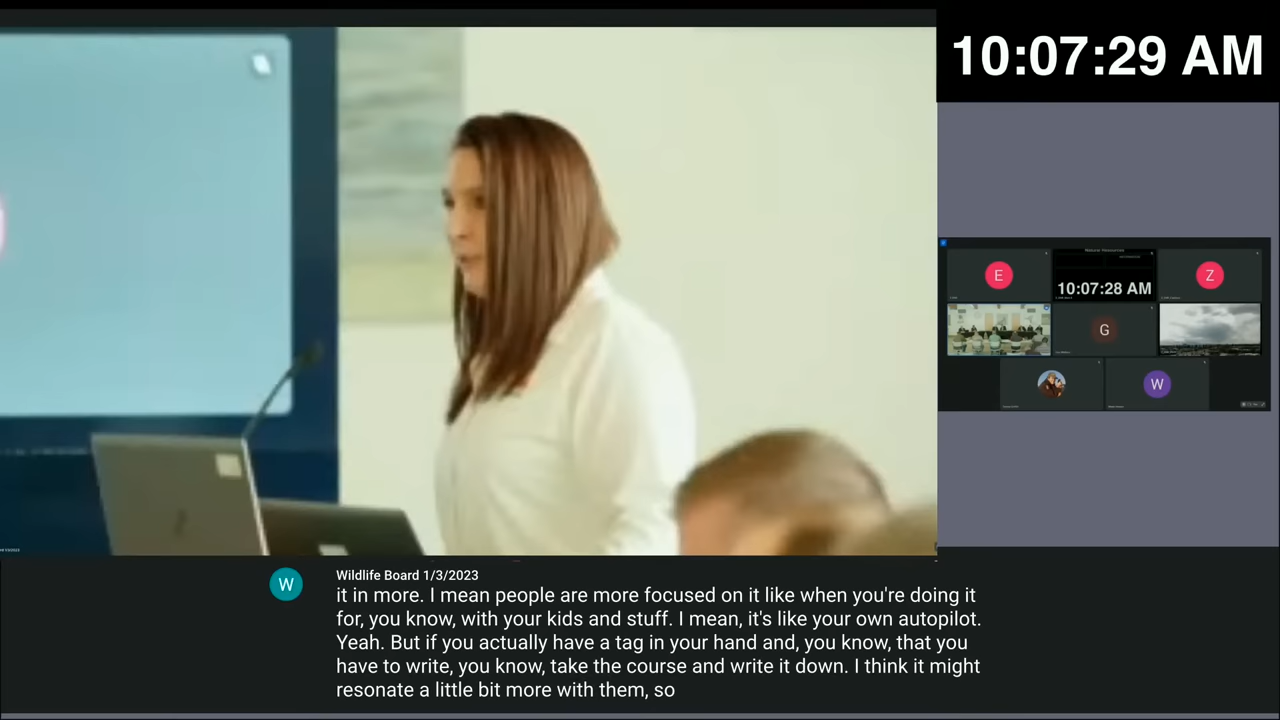 10:07:29 AM
E
10:07:28 AM
Z
G
W
W
Wildlife Board 1/3/2023
it in more. I mean people are more focused on it like when you're doing it
for, you know, with your kids and stuff. I mean, it's like your own autopilot.
Yeah. But if you actually have a tag in your hand and, you know, that you
have to write, you know, take the course and write it down. I think it might
resonate a little bit more with them, so